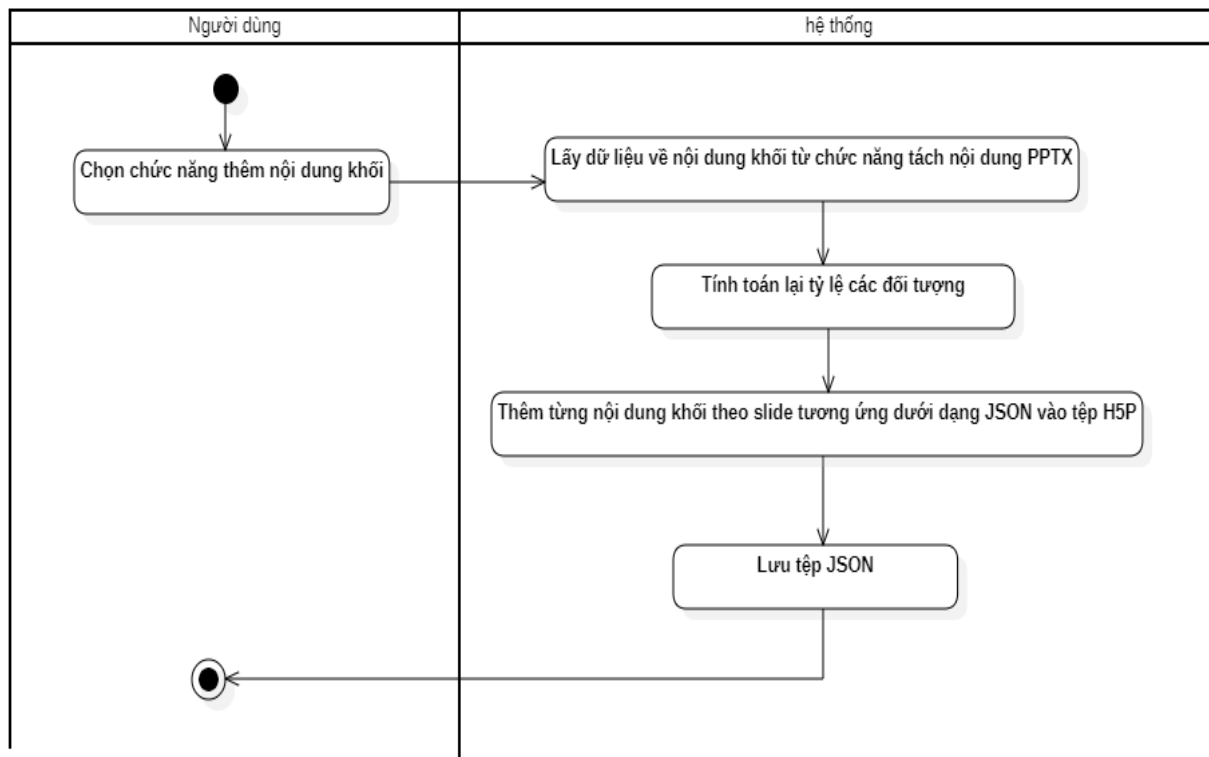 Người dùng
hệ thống
Chọn chức năng thêm nội dung khối
Lấy dữ liệu về nội dung khối từ chức năng tách nội dung PPTX
Tính toán lại tỷ lệ các đối tượng
Thêm từng nội dung khối theo slide tương ứng dưới dạng JSON vào tệp H5P
Lưu tệp JSON